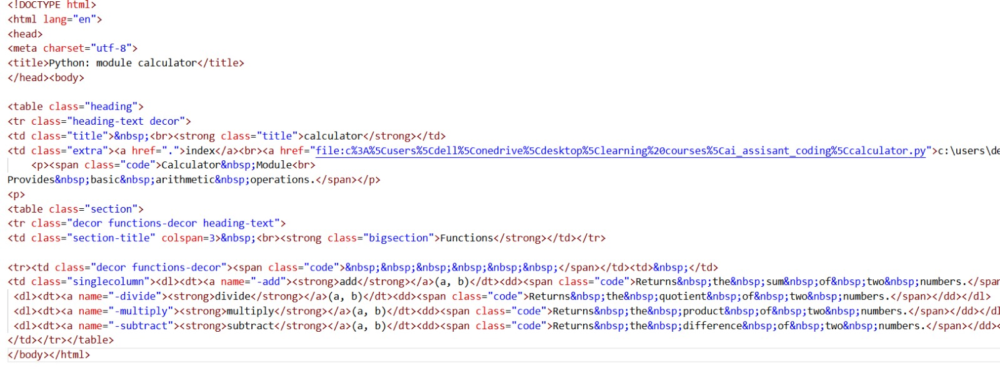 <!DOCTYPE html>
<html lang="en">
<head>
<meta charset="utf-8">
<title>Python: module calculator</title>
</head><body>
<table class="heading">
<tr class="heading-text decor">
<td class="title">&nbsp;<br><strong class="title">calculator</strong></td>
<td class="extra"><a href=".">index</a><br><a href="file:c%3A%5Cusers%5Cdell%5Conedrive%5Cdesktop%5Clearning%20courses%5Cai_assisant_coding%5Ccalculator.py">c:\users\de
<p><span class="code">Calculator&nbsp;Module<br>
Provides&nbsp;basic&nbsp;arithmetic&nbsp;operations.</span></p>
<p>
<table class="section">
<tr class="decor functions-decor heading-text">
<td class="section-title" colspan=3>&nbsp;<br><strong class="bigsection">Functions</strong></td></tr>
<tr><td class="decor functions-decor"><span class="code">&nbsp;&nbsp;&nbsp;&nbsp;&nbsp;&nbsp;</span></td><td>&nbsp;</td>
<td class="singlecolumn"><dl><dt><a name="-add"><strong>add</strong></a>(a, b)</dt><dd><span class="code">Returns&nbsp;the&nbsp;sum&nbsp;of&nbsp;two&nbsp;numbers.</span
<dl><dt><a name="-divide"><strong>divide</strong></a>(a, b)</dt><dd><span class="code">Returns&nbsp;the&nbsp;quotient&nbsp;of&nbsp;two&nbsp;numbers.</span></dd></dl>
<dl><dt><a name="-multiply"><strong>multiply</strong></a>(a, b)</dt><dd><span class="code">Returns&nbsp;the&nbsp;product&nbsp;of&nbsp;two&nbsp;numbers.</span></dd></dl
<dl><dt><a name="-subtract"><strong>subtract</strong></a>(a, b)</dt><dd><span class="code">Returns&nbsp;the&nbsp;difference&nbsp;of&nbsp;two&nbsp;numbers.</span></dd><
</td></tr></table>
</body></html>